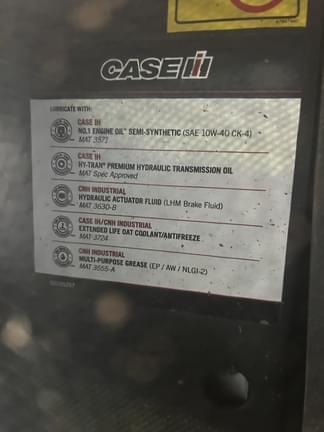 CASE IH
LUBRICATE WITH:
CASE IH
NO.1 ENGINE OIL™ SEMI-SYNTHETIC (SAE 10W-40 CK-4)
MAT 3571
CASE IH
HY-TRAN® PREMIUM HYDRAULIC TRANSMISSION OIL
MAT Spec Approved
CNH INDUSTRIAL
HYDRAULIC ACTUATOR FLUID (LHM Brake Fluid)
MAT 3630-B
CASE IH/CNH INDUSTRIAL
EXTENDED LIFE OAT COOLANT/ANTIFREEZE
MAT 3724
CNH INDUSTRIAL
MULTI-PURPOSE GREASE (EP / AW / NLGI-2)
MAT 3555-A